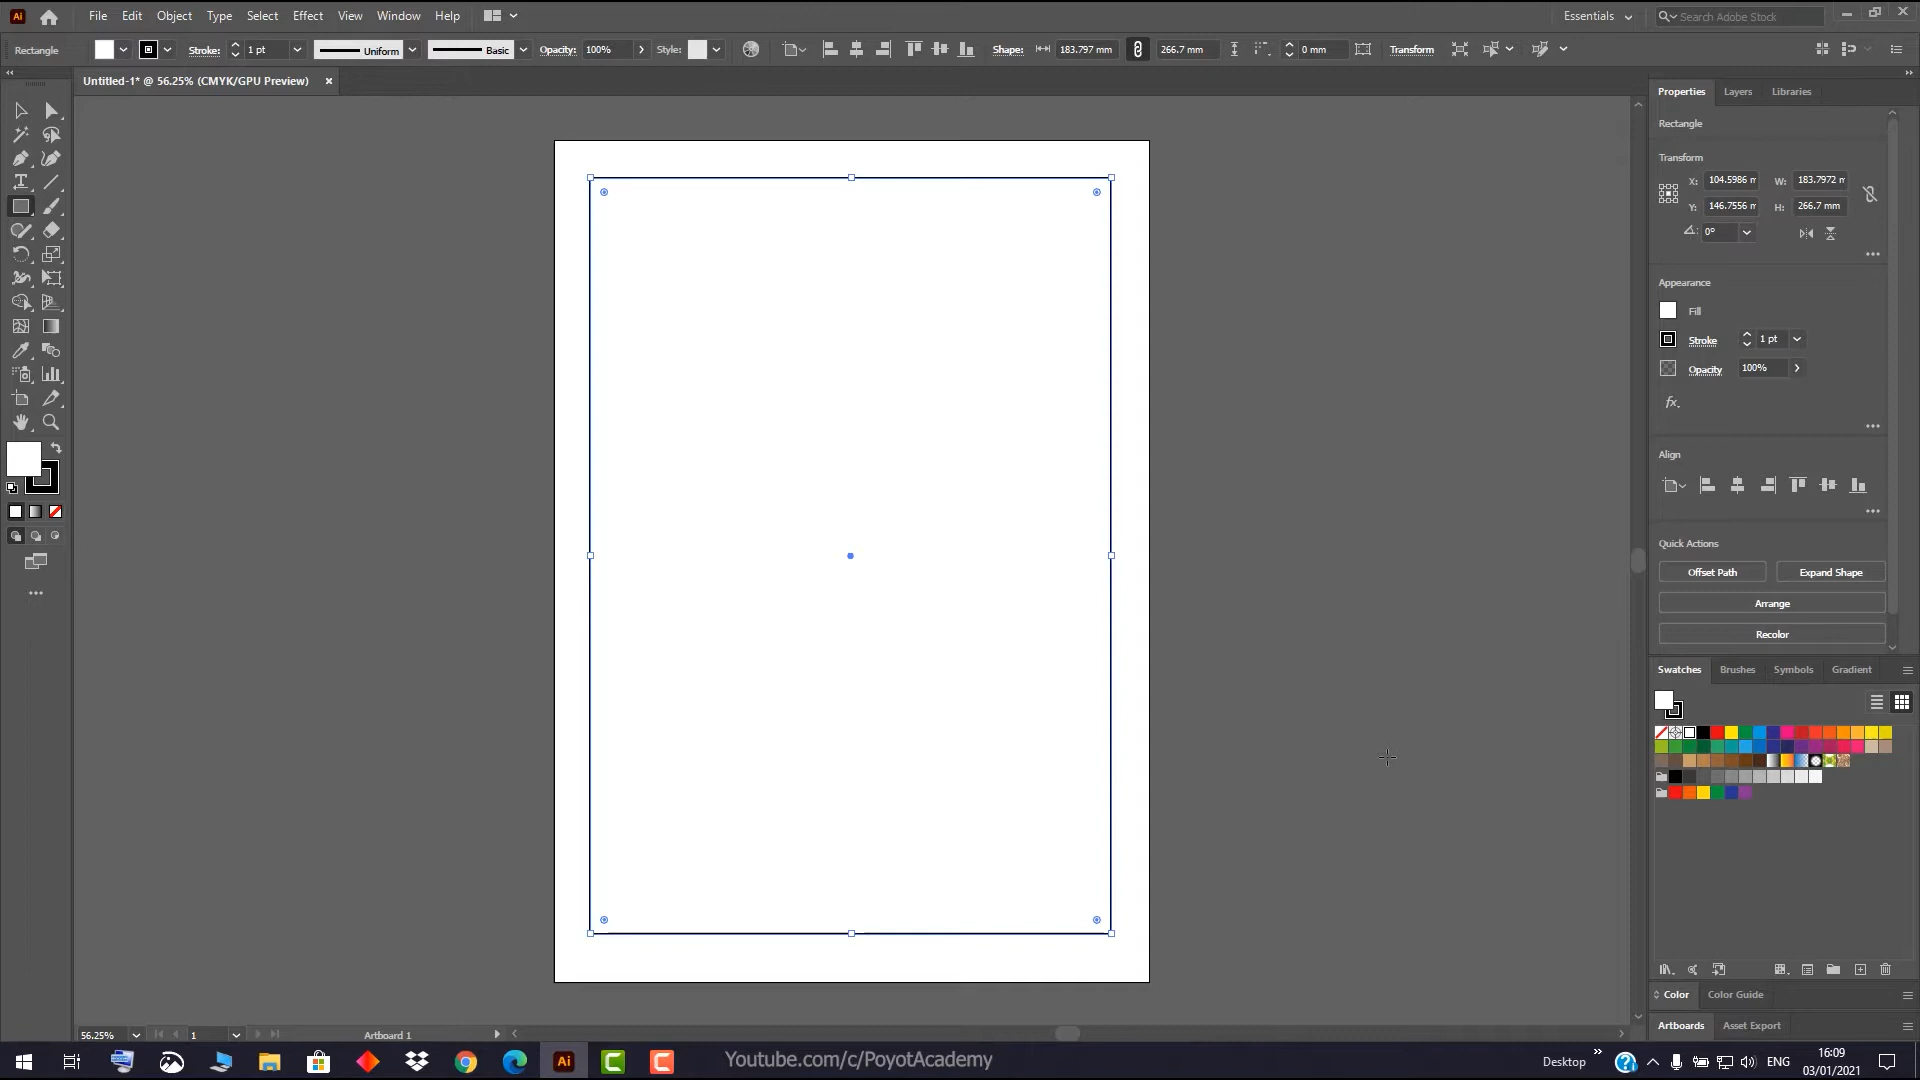 File Edit Object Type Select Effect View Window Help Essentials Search Adobe Stock
Rectangle Stroke: 1 pt Uniform Basic Opacity: 100% Style: Shape: 183.797 mm 266.7 mm 0 mm Transform
Untitled-1* @ 56.25% (CMYK/GPU Preview)
Properties Layers Libraries
Rectangle
Transform
X: 104.5986 m W: 183.7972 m
Y: 146.7556 m H: 266.7 mm
0°
Appearance
Fill
Stroke 1 pt
Opacity 100%
fx.
Align
Quick Actions
Offset Path Expand Shape
Arrange
Recolor
Swatches Brushes Symbols Gradient
Color Color Guide
Artboards Asset Export
56.25% 1 Artboard 1
Ai Youtube.com/c/PoyotAcademy Desktop ENG 16:09
03/01/2021